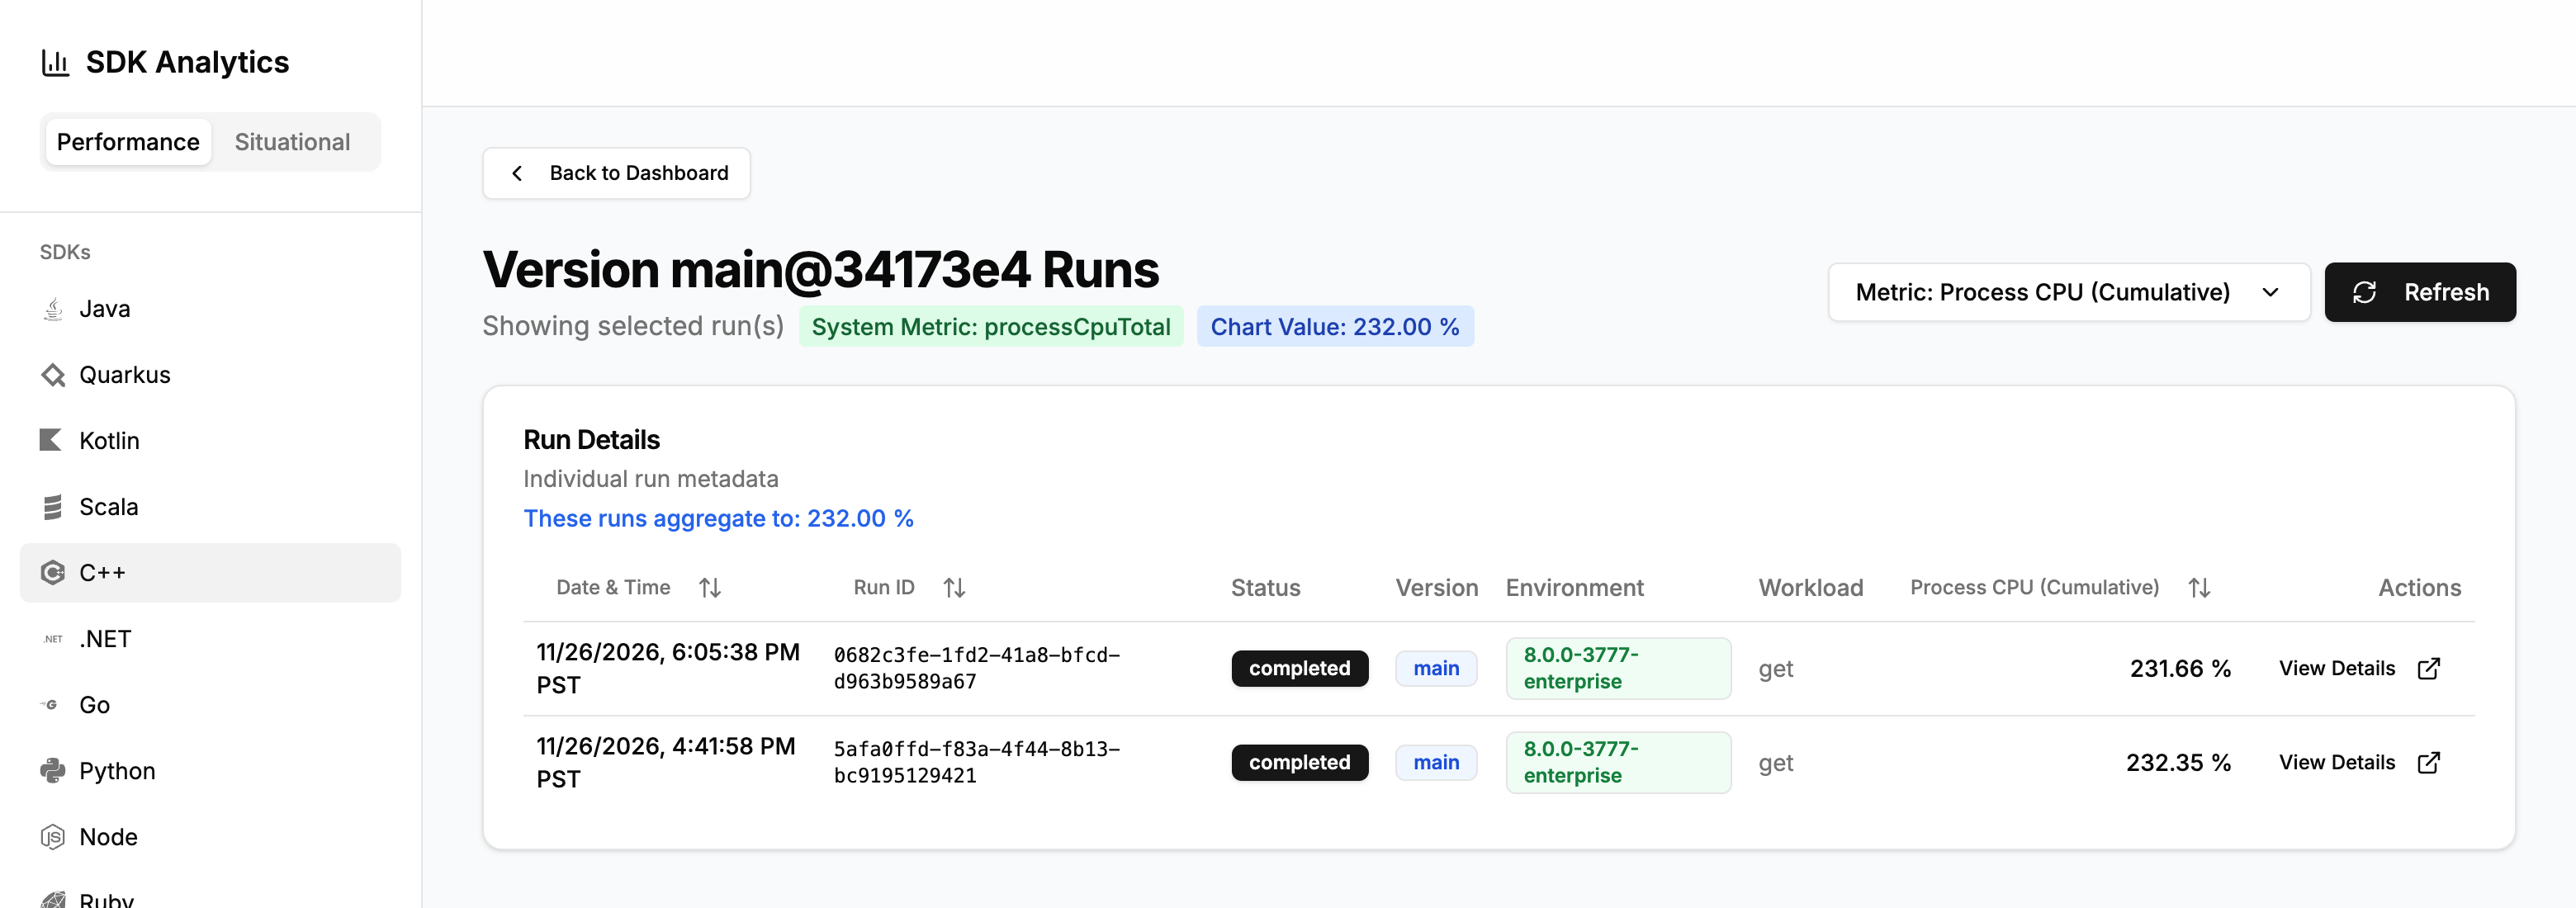 SDK Analytics
Performance Situational
SDKs
Java
Quarkus
Kotlin
Scala
C++
.NET .NET
Go
Python
Node
Ruby
Back to Dashboard
Version main@34173e4 Runs
Showing selected run(s) System Metric: processCpuTotal Chart Value: 232.00 %
Metric: Process CPU (Cumulative) Refresh
Run Details
Individual run metadata
These runs aggregate to: 232.00 %
Date & Time Run ID Status Version Environment Workload Process CPU (Cumulative) Actions
11/26/2026, 6:05:38 PM
PST
0682c3fe-1fd2-41a8-bfcd-
d963b9589a67
completed
main
8.0.0-3777-
enterprise
get
231.66 %
View Details
11/26/2026, 4:41:58 PM
PST
5afa0ffd-f83a-4f44-8b13-
bc9195129421
completed
main
8.0.0-3777-
enterprise
get
232.35 %
View Details